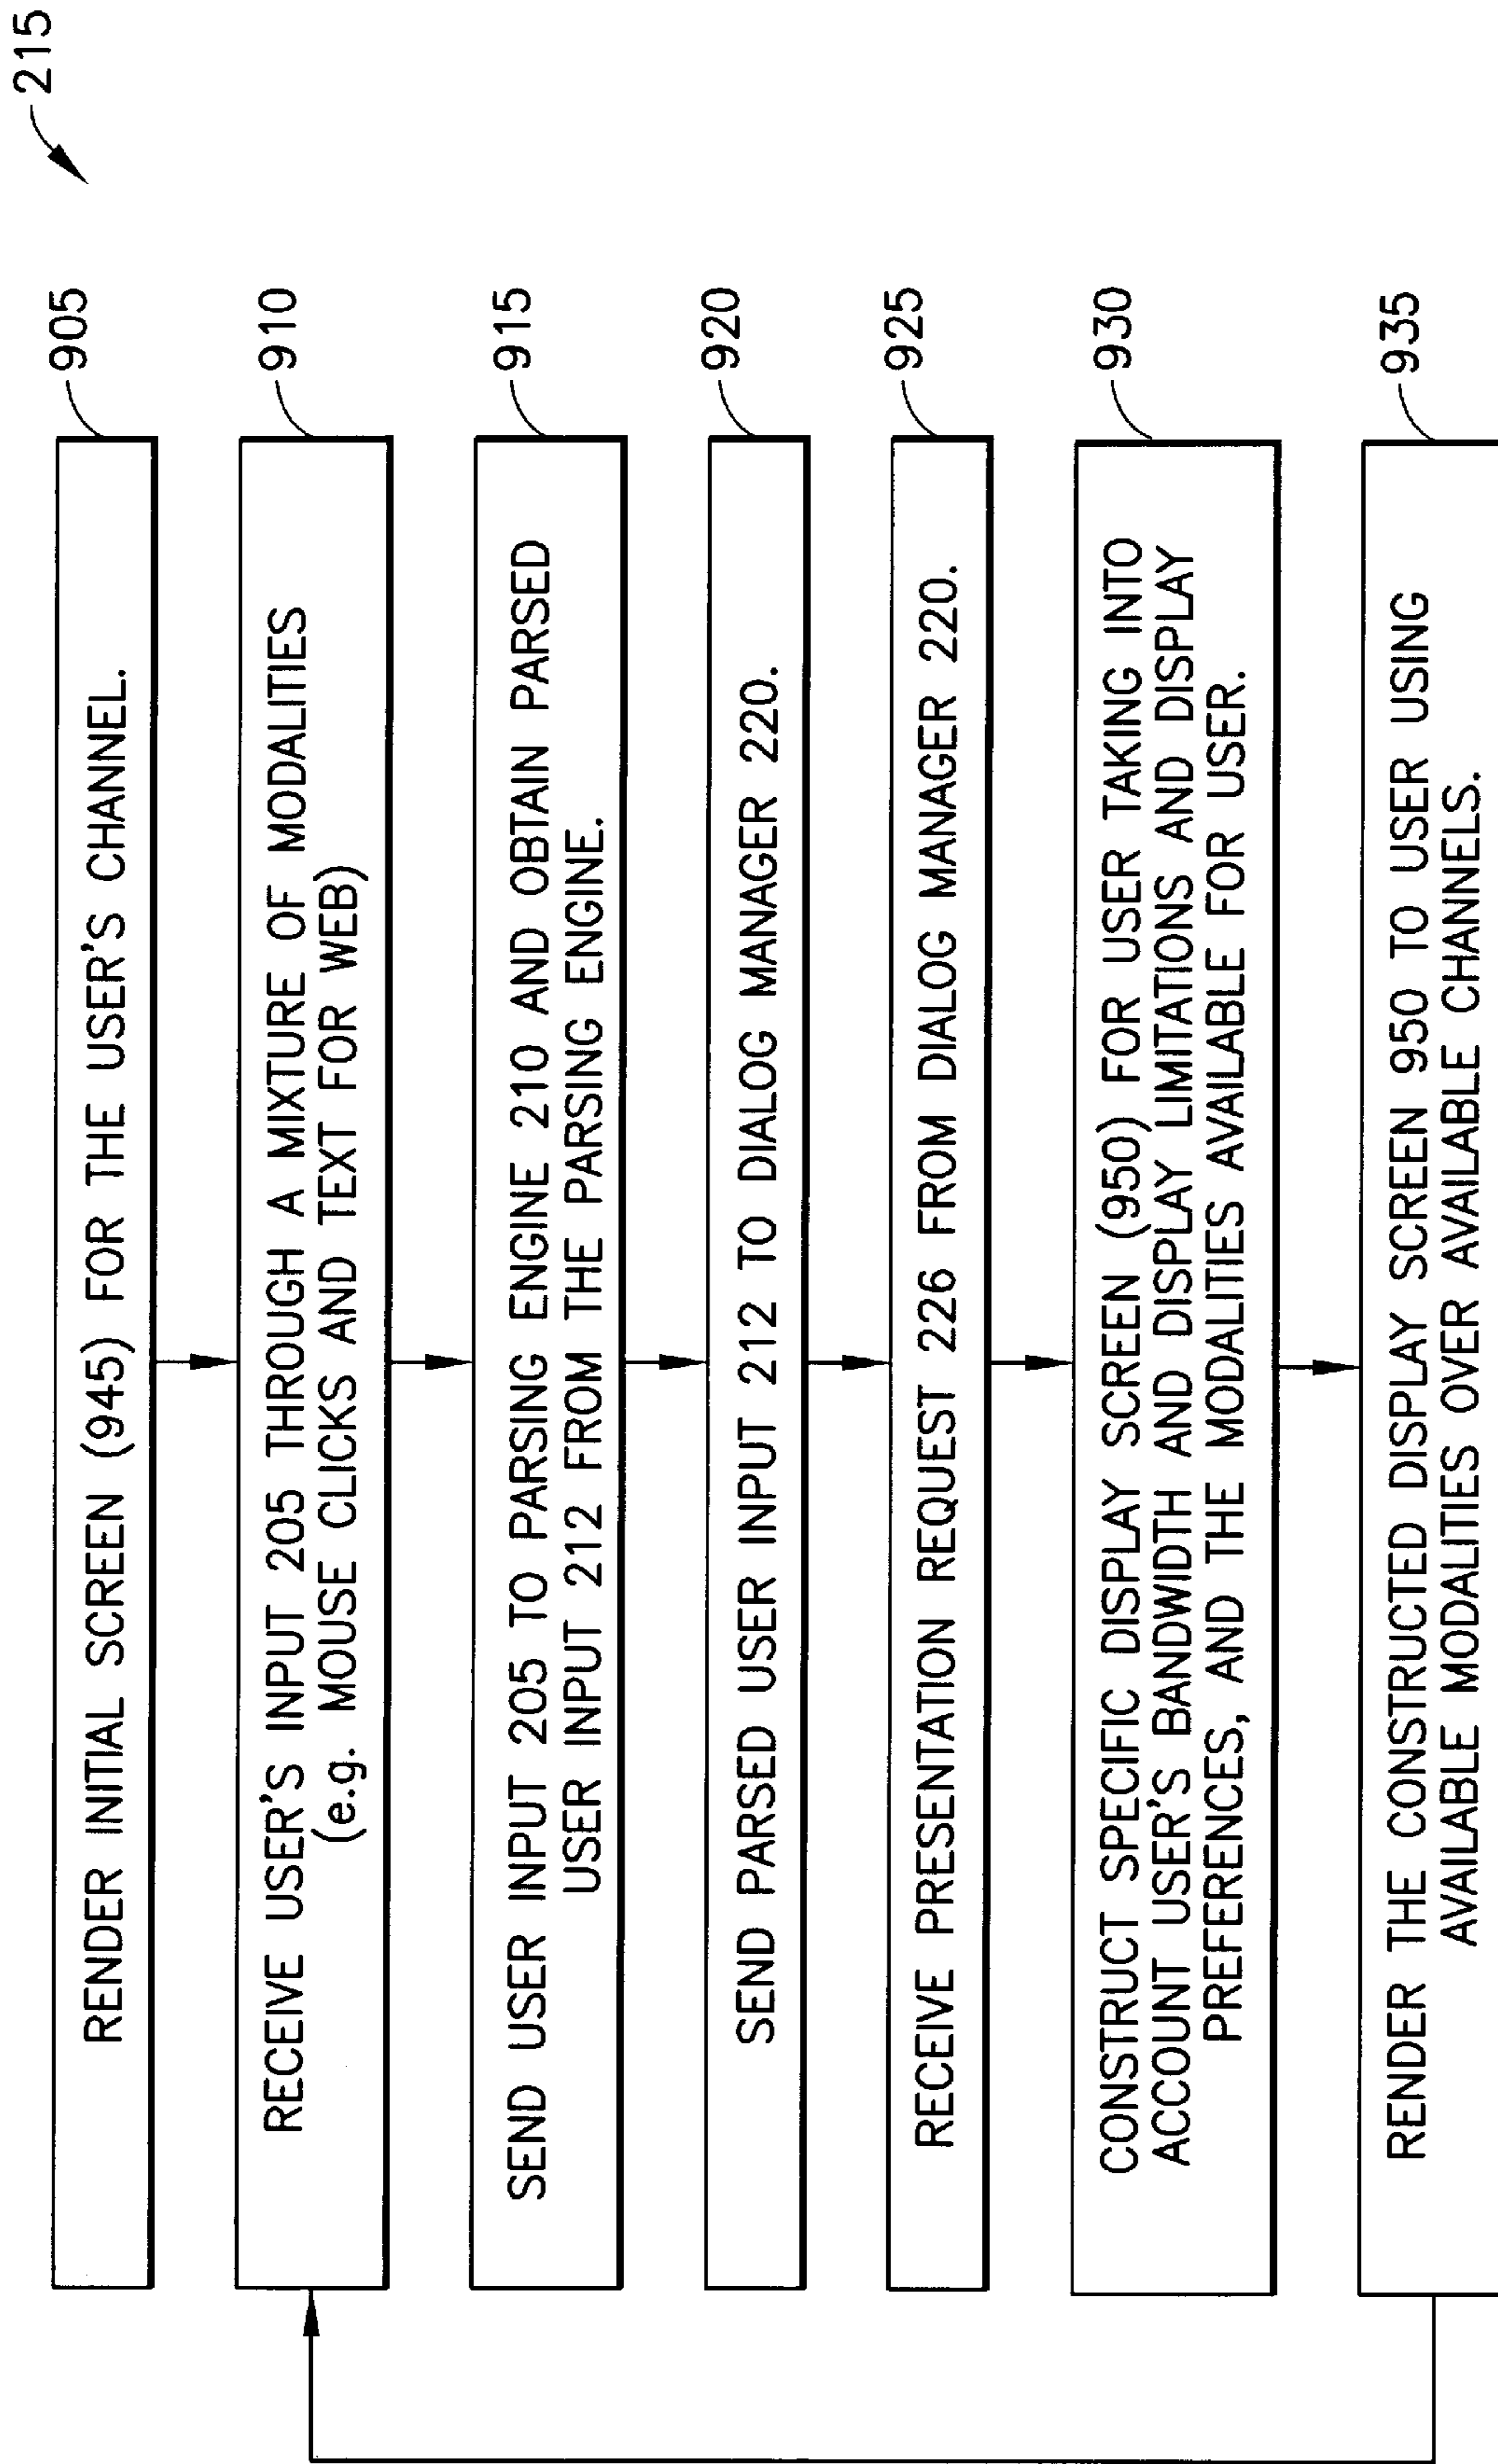 215
905
RENDER INITIAL SCREEN (945) FOR THE USER'S CHANNEL.
910
RECEIVE USER'S INPUT 205 THROUGH A MIXTURE OF MODALITIES
(e.g. MOUSE CLICKS AND TEXT FOR WEB)
915
SEND USER INPUT 205 TO PARSING ENGINE 210 AND OBTAIN PARSED
USER INPUT 212 FROM THE PARSING ENGINE.
920
SEND PARSED USER INPUT 212 TO DIALOG MANAGER 220.
925
RECEIVE PRESENTATION REQUEST 226 FROM DIALOG MANAGER 220.
930
CONSTRUCT SPECIFIC DISPLAY SCREEN (950) FOR USER TAKING INTO
ACCOUNT USER'S BANDWIDTH AND DISPLAY LIMITATIONS AND DISPLAY
PREFERENCES, AND THE MODALITIES AVAILABLE FOR USER.
935
RENDER THE CONSTRUCTED DISPLAY SCREEN 950 TO USER USING
AVAILABLE MODALITIES OVER AVAILABLE CHANNELS.